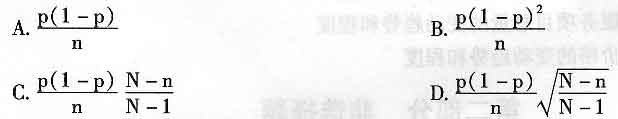 A. p(1-p)/n B. p(1-p)²/n
C. p(1-p)/n N-n/N-1 D. p(1-p)/n √N-n/N-1